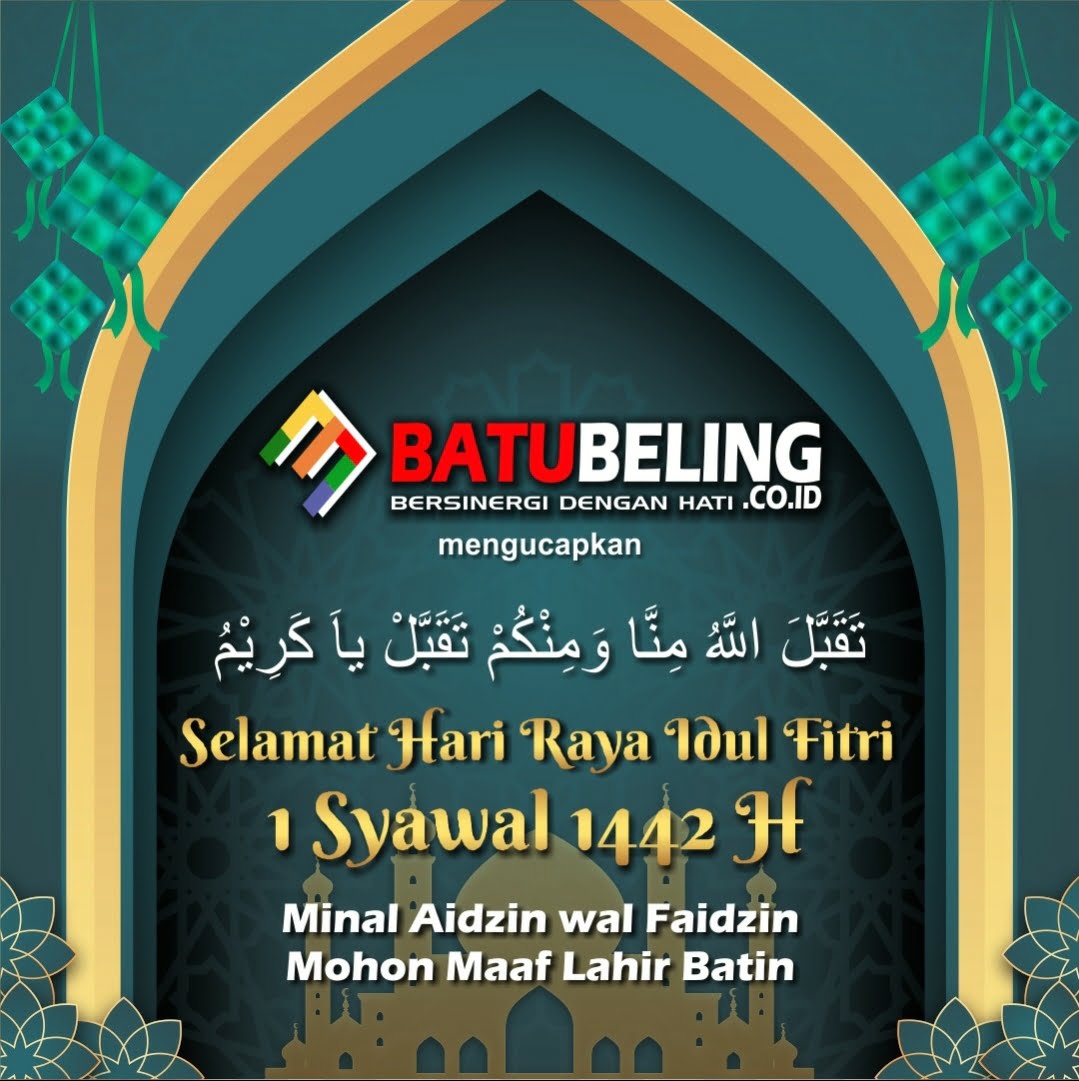 BATUBELING
BERSINERGI DENGAN HATI .CO.ID
mengucapkan
تَقَبَّلَ اللَّهُ مِنَّا وَمِنْكُمْ تَقَبَّلْ ياَ كَرِيْمُ
Selamat Hari Raya Idul Fitri
1 Syawal 1442 H
Minal Aidzin wal Faidzin
Mohon Maaf Lahir Batin